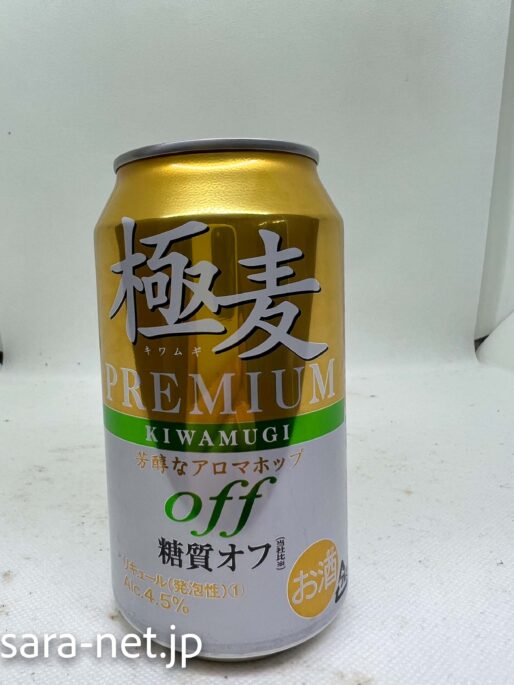 極麦
キワムギ
PREMIUM
KIWAMUGI
芳醇なアロマホップ
off
糖質オフ(当社比※)
リキュール(発泡性)①
Alc.4.5%
お酒
sara-net.jp